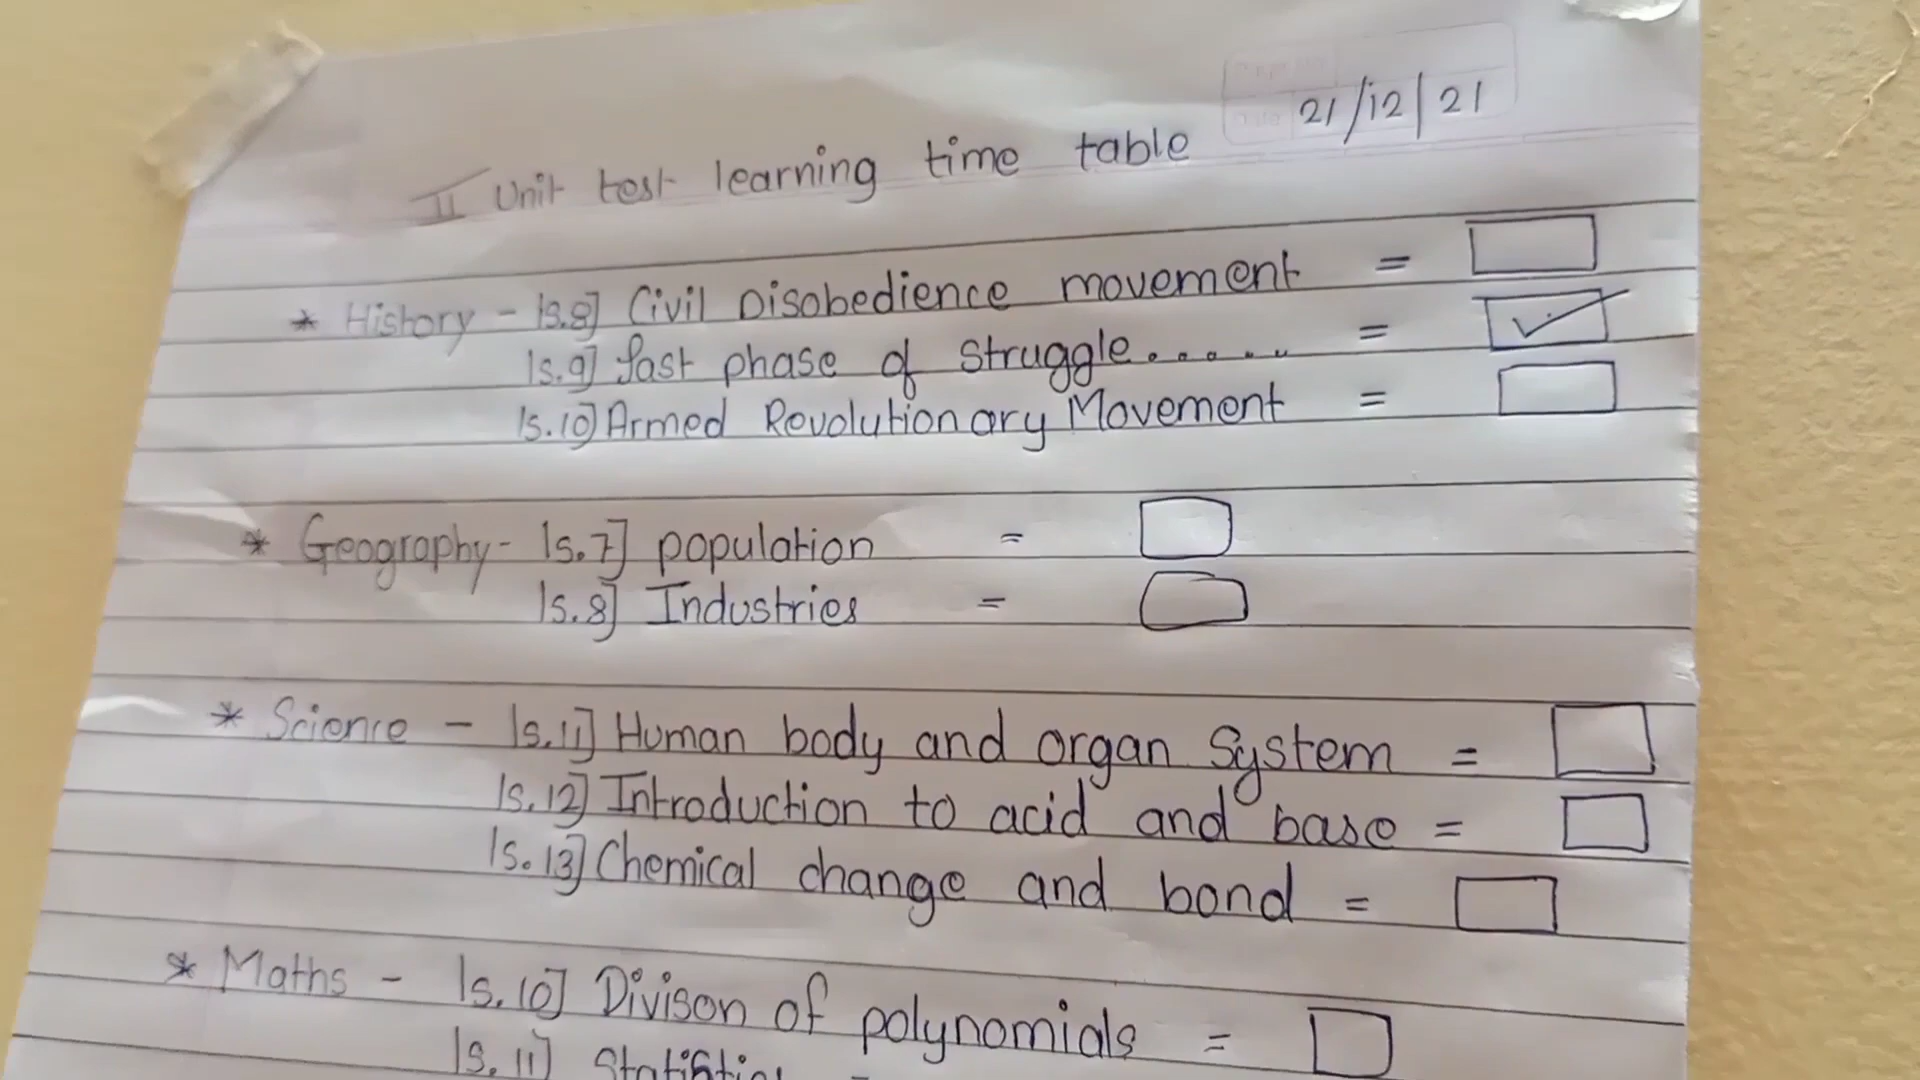 21/12/21
II Unit test learning time table
* History - ls.8] Civil Disobedience movement =
ls.9] Last phase of Struggle...... =
ls.10] Armed Revolutionary Movement =
* Geography - ls.7] population =
ls.8] Industries =
* Science - ls.11] Human body and organ System =
ls.12] Introduction to acid and base =
ls.13] Chemical change and bond =
* Maths - ls.10] Divison of polynomials =
ls.11]